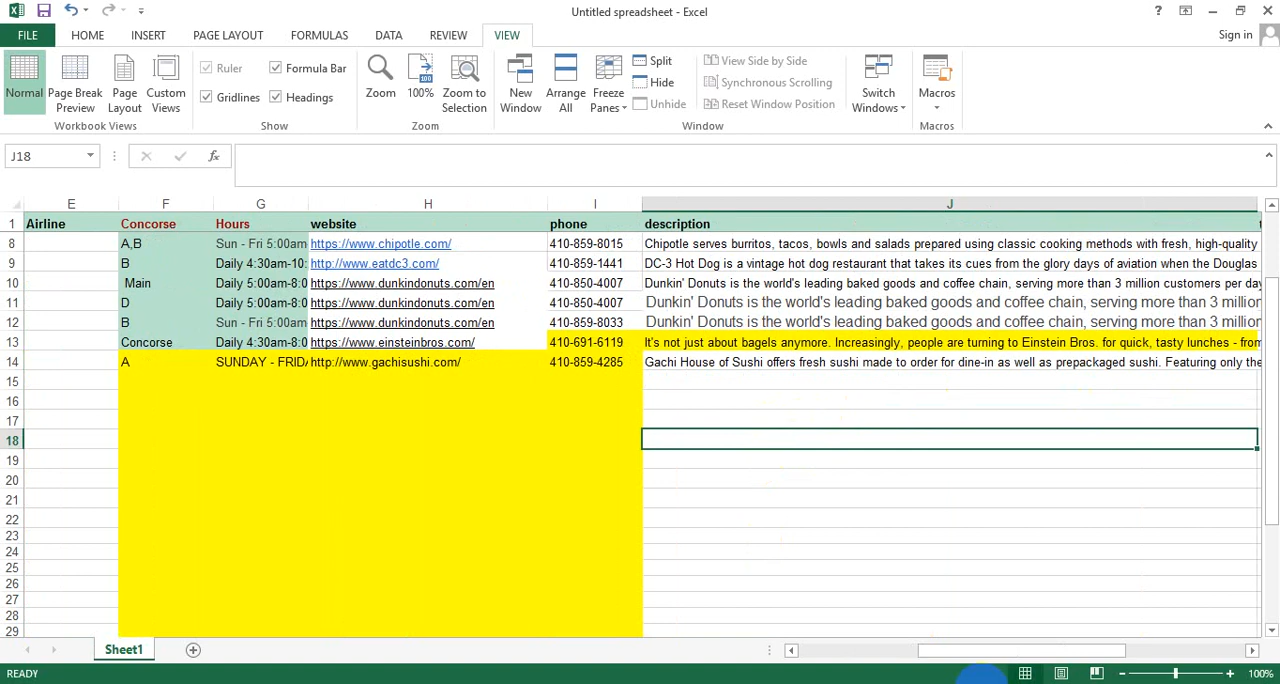 Untitled spreadsheet - Excel
?
FILE HOME INSERT PAGE LAYOUT FORMULAS DATA REVIEW VIEW Sign in
Normal Page Break Preview Page Layout Custom Views
Workbook Views
Ruler Formula Bar
Gridlines Headings
Show
Zoom 100% Zoom to Selection
Zoom
New Window Arrange All Freeze Panes
Split
Hide
Unhide
View Side by Side
Synchronous Scrolling
Reset Window Position
Switch Windows
Window
Macros
Macros
J18 fx
E F G H I J
1 Airline Concorse Hours website phone description
8 A,B Sun - Fri 5:00am https://www.chipotle.com/ 410-859-8015 Chipotle serves burritos, tacos, bowls and salads prepared using classic cooking methods with fresh, high-quality
9 B Daily 4:30am-10: http://www.eatdc3.com/ 410-859-1441 DC-3 Hot Dog is a vintage hot dog restaurant that takes its cues from the glory days of aviation when the Douglas
10 Main Daily 5:00am-8:0 https://www.dunkindonuts.com/en 410-850-4007 Dunkin' Donuts is the world's leading baked goods and coffee chain, serving more than 3 million customers per day
11 D Daily 5:00am-8:0 https://www.dunkindonuts.com/en 410-850-4007 Dunkin' Donuts is the world's leading baked goods and coffee chain, serving more than 3 million
12 B Sun - Fri 5:00am https://www.dunkindonuts.com/en 410-859-8033 Dunkin' Donuts is the world's leading baked goods and coffee chain, serving more than 3 million
13 Concorse Daily 4:30am-8:0 https://www.einsteinbros.com/ 410-691-6119 It's not just about bagels anymore. Increasingly, people are turning to Einstein Bros. for quick, tasty lunches - from
14 A SUNDAY - FRID http://www.gachisushi.com/ 410-859-4285 Gachi House of Sushi offers fresh sushi made to order for dine-in as well as prepackaged sushi. Featuring only the
15
16
17
18
19
20
21
22
23
24
25
26
27
28
29
Sheet1
READY 100%